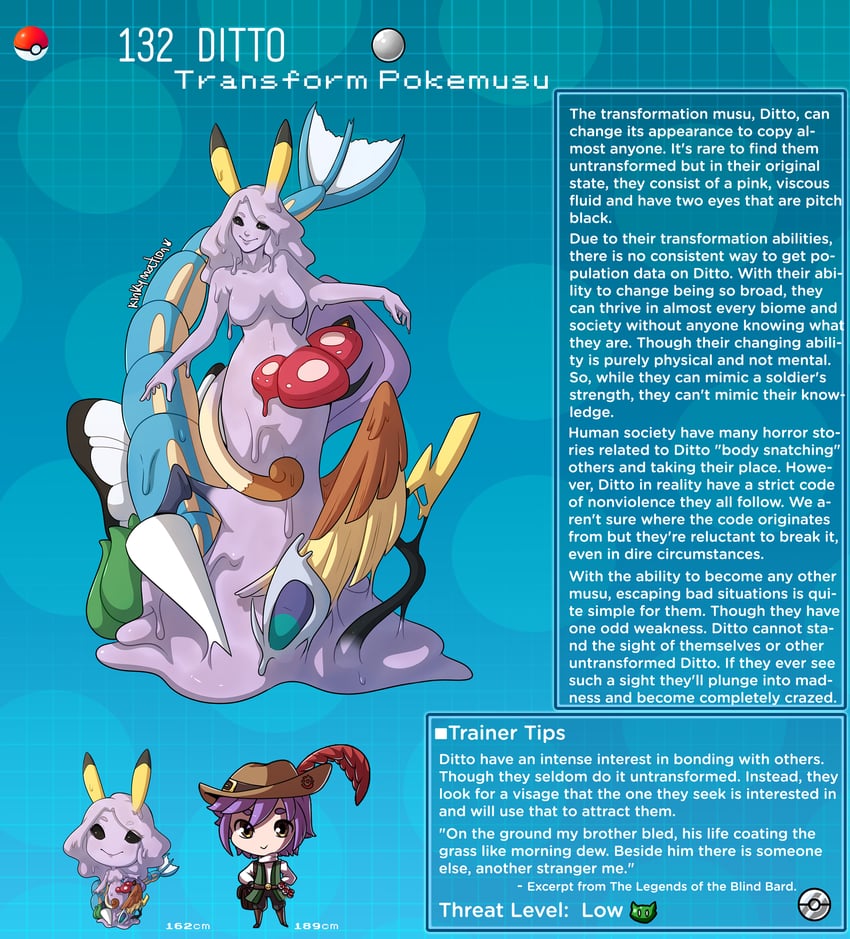 132 DITTO
Transform Pokemusu
The transformation musu, Ditto, can
change its appearance to copy al-
most anyone. It's rare to find them
untransformed but in their original
state, they consist of a pink, viscous
fluid and have two eyes that are pitch
black.
Due to their transformation abilities,
there is no consistent way to get po-
pulation data on Ditto. With their abi-
lity to change being so broad, they
can thrive in almost every biome and
society without anyone knowing what
they are. Though their changing abili-
ty is purely physical and not mental.
So, while they can mimic a soldier's
strength, they can't mimic their know-
ledge.
Human society have many horror sto-
ries related to Ditto "body snatching"
others and taking their place. Howe-
ver, Ditto in reality have a strict code
of nonviolence they all follow. We a-
ren't sure where the code originates
from but they're reluctant to break it,
even in dire circumstances.
With the ability to become any other
musu, escaping bad situations is qui-
te simple for them. Though they have
one odd weakness. Ditto cannot sta-
nd the sight of themselves or other
untransformed Ditto. If they ever see
such a sight they'll plunge into mad-
ness and become completely crazed.
kinkymation
■Trainer Tips
Ditto have an intense interest in bonding with others.
Though they seldom do it untransformed. Instead, they
look for a visage that the one they seek is interested in
and will use that to attract them.
"On the ground my brother bled, his life coating the
grass like morning dew. Beside him there is someone
else, another stranger me."
- Excerpt from The Legends of the Blind Bard.
Threat Level: Low
162cm
189cm